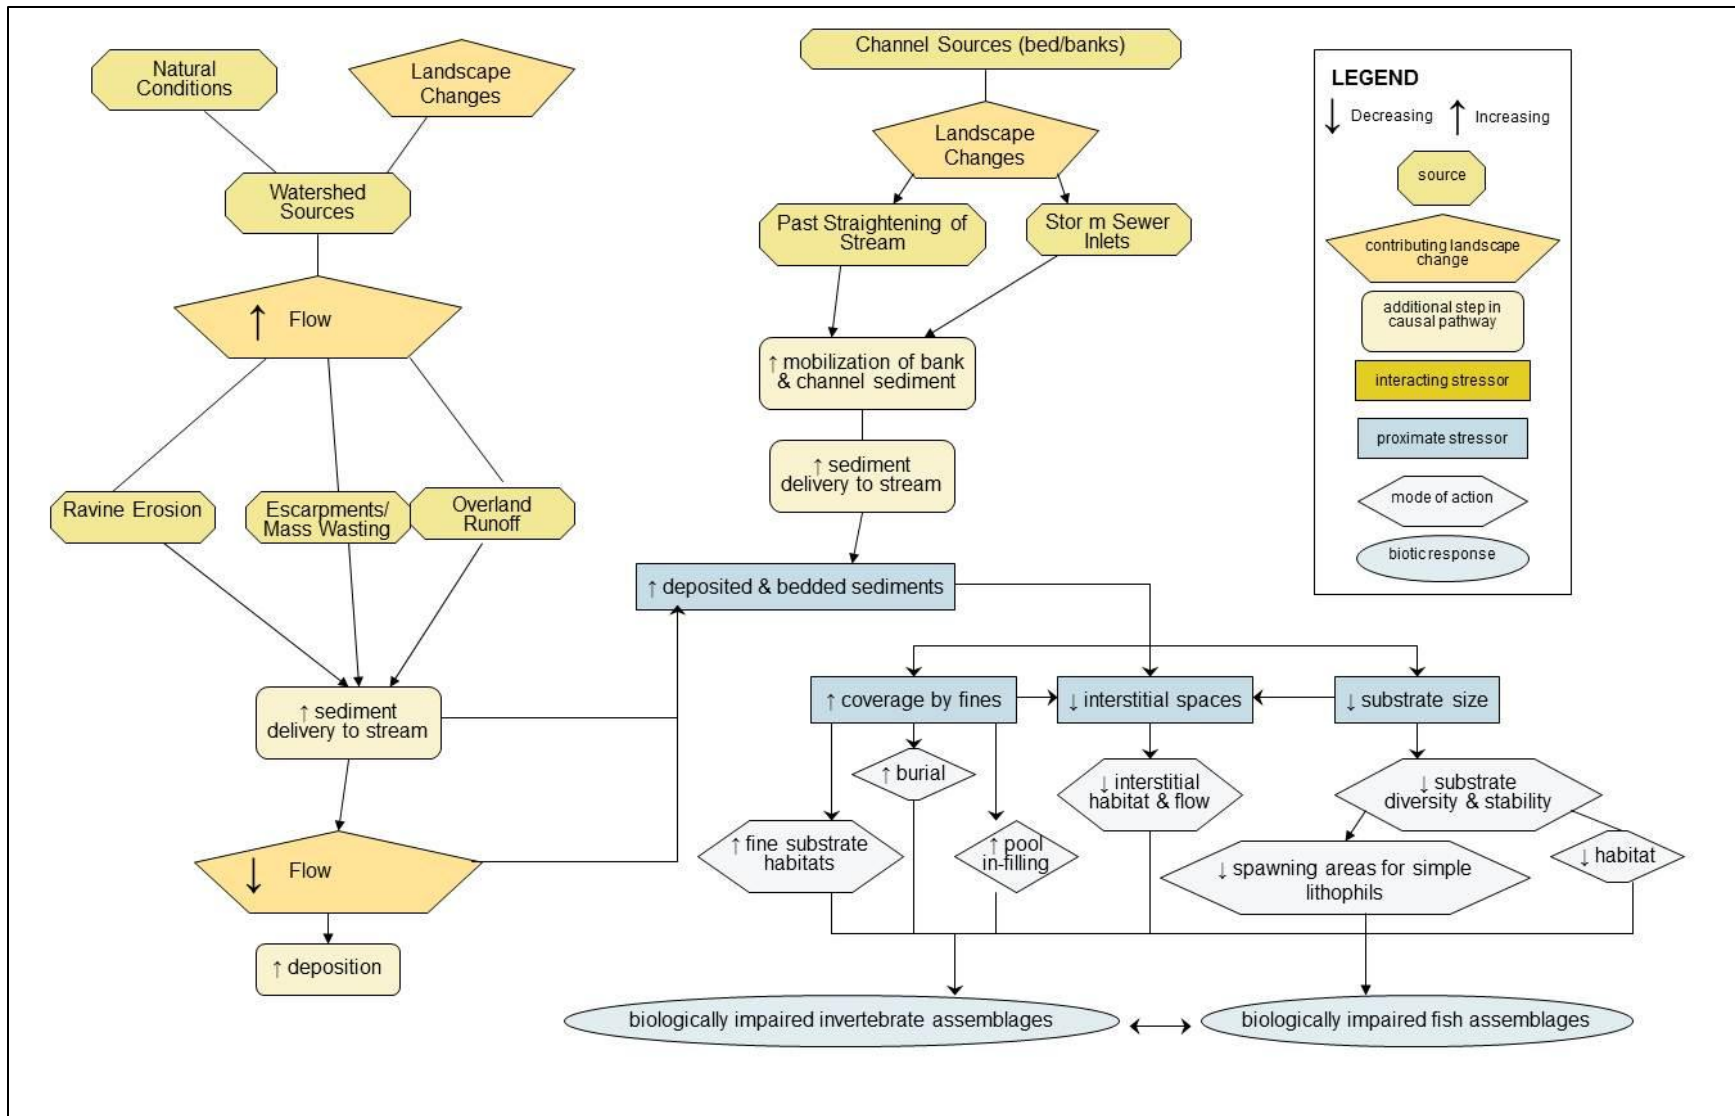 Natural
Conditions
Landscape
Changes
Watershed
Sources
↑ Flow
Ravine Erosion
Escarpments/
Mass Wasting
Overland
Runoff
↑ sediment
delivery to stream
↓ Flow
↑ deposition
Channel Sources (bed/banks)
Landscape
Changes
Past Straightening of
Stream
Stor m Sewer
Inlets
↑ mobilization of bank
& channel sediment
↑ sediment
delivery to stream
↑ deposited & bedded sediments
↑ coverage by fines
↓ interstitial spaces
↓ substrate size
↑ burial
↓ interstitial
habitat & flow
↓ substrate
diversity & stability
↑ fine substrate
habitats
↑ pool
in-filling
↓ spawning areas for simple
lithophils
↓ habitat
biologically impaired invertebrate assemblages
biologically impaired fish assemblages
LEGEND
↓ Decreasing ↑ Increasing
source
contributing landscape
change
additional step in
causal pathway
interacting stressor
proximate stressor
mode of action
biotic response